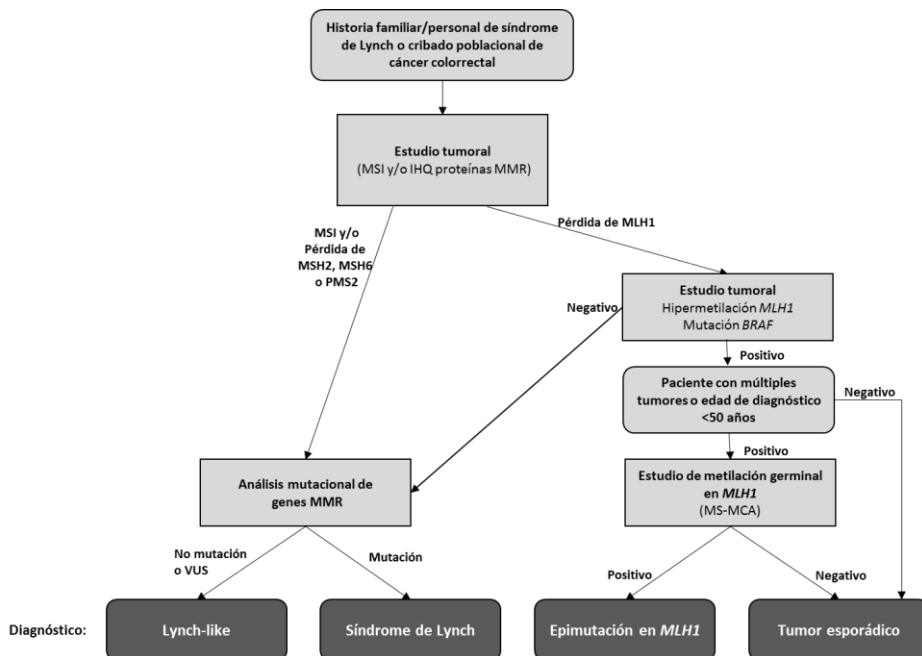 Historia familiar/personal de síndrome
de Lynch o cribado poblacional de
cáncer colorrectal
Estudio tumoral
(MSI y/o IHQ proteínas MMR)
MSI y/o
Pérdida de
MSH2, MSH6
o PMS2
Pérdida de MLH1
Estudio tumoral
Hipermetilación MLH1
Mutación BRAF
Negativo
Positivo
Paciente con múltiples
tumores o edad de diagnóstico
<50 años
Negativo
Positivo
Análisis mutacional de
genes MMR
Estudio de metilación germinal
en MLH1
(MS-MCA)
No mutación
o VUS
Mutación
Positivo
Negativo
Diagnóstico:
Lynch-like
Síndrome de Lynch
Epimutación en MLH1
Tumor esporádico